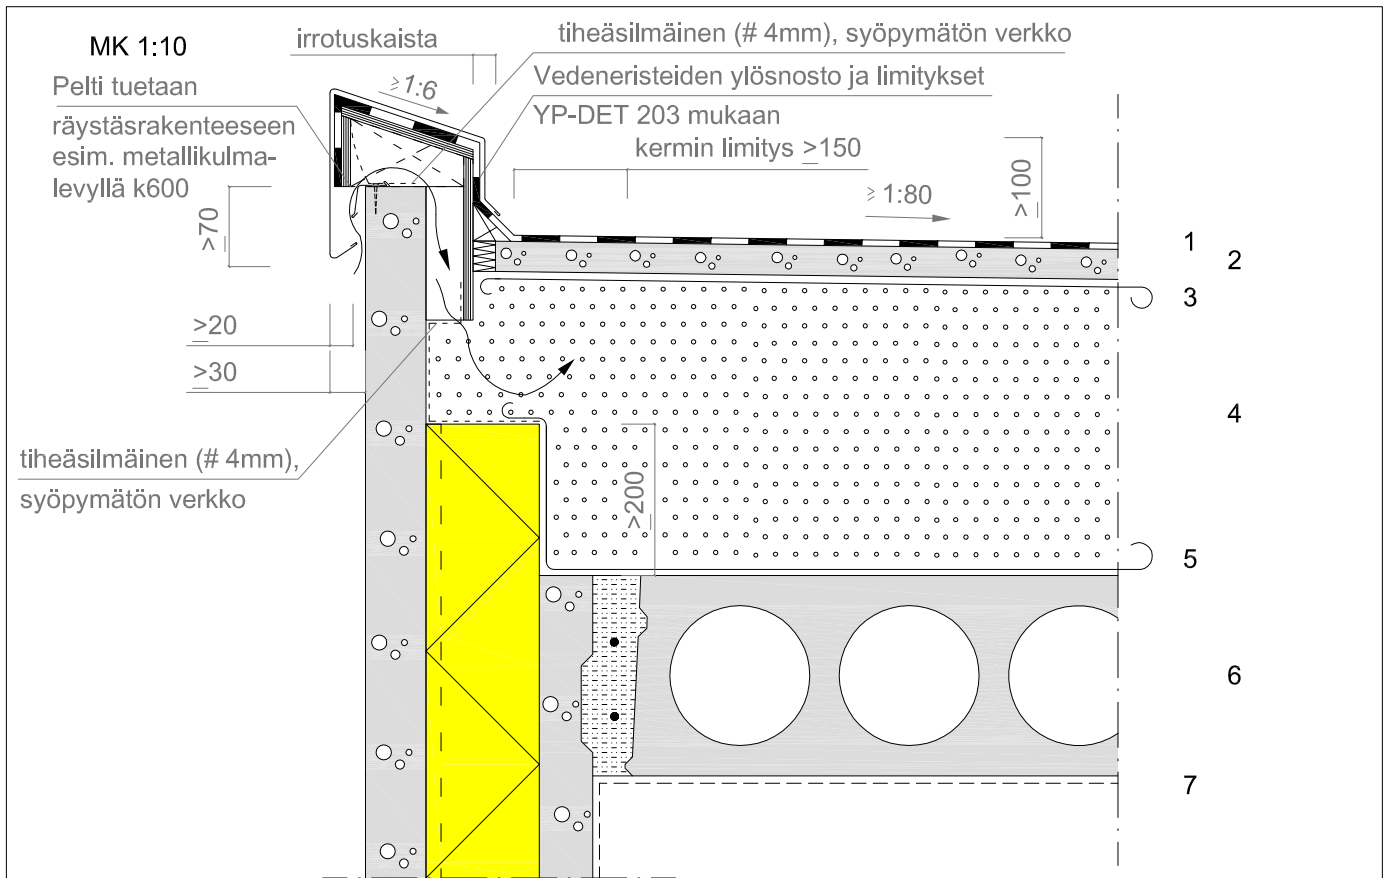 MK 1:10
irrotuskaista
tiheäsilmäinen (# 4mm), syöpymätön verkko
Pelti tuetaan
räystäsrakenteeseen
esim. metallikulma-
levyllä k600
≥1:6
Vedeneristeiden ylösnosto ja limitykset
YP-DET 203 mukaan
kermin limitys ≥150
≥1:80
≥100
≥70
1
2
3
≥20
≥30
4
tiheäsilmäinen (# 4mm),
syöpymätön verkko
≥200
5
6
7